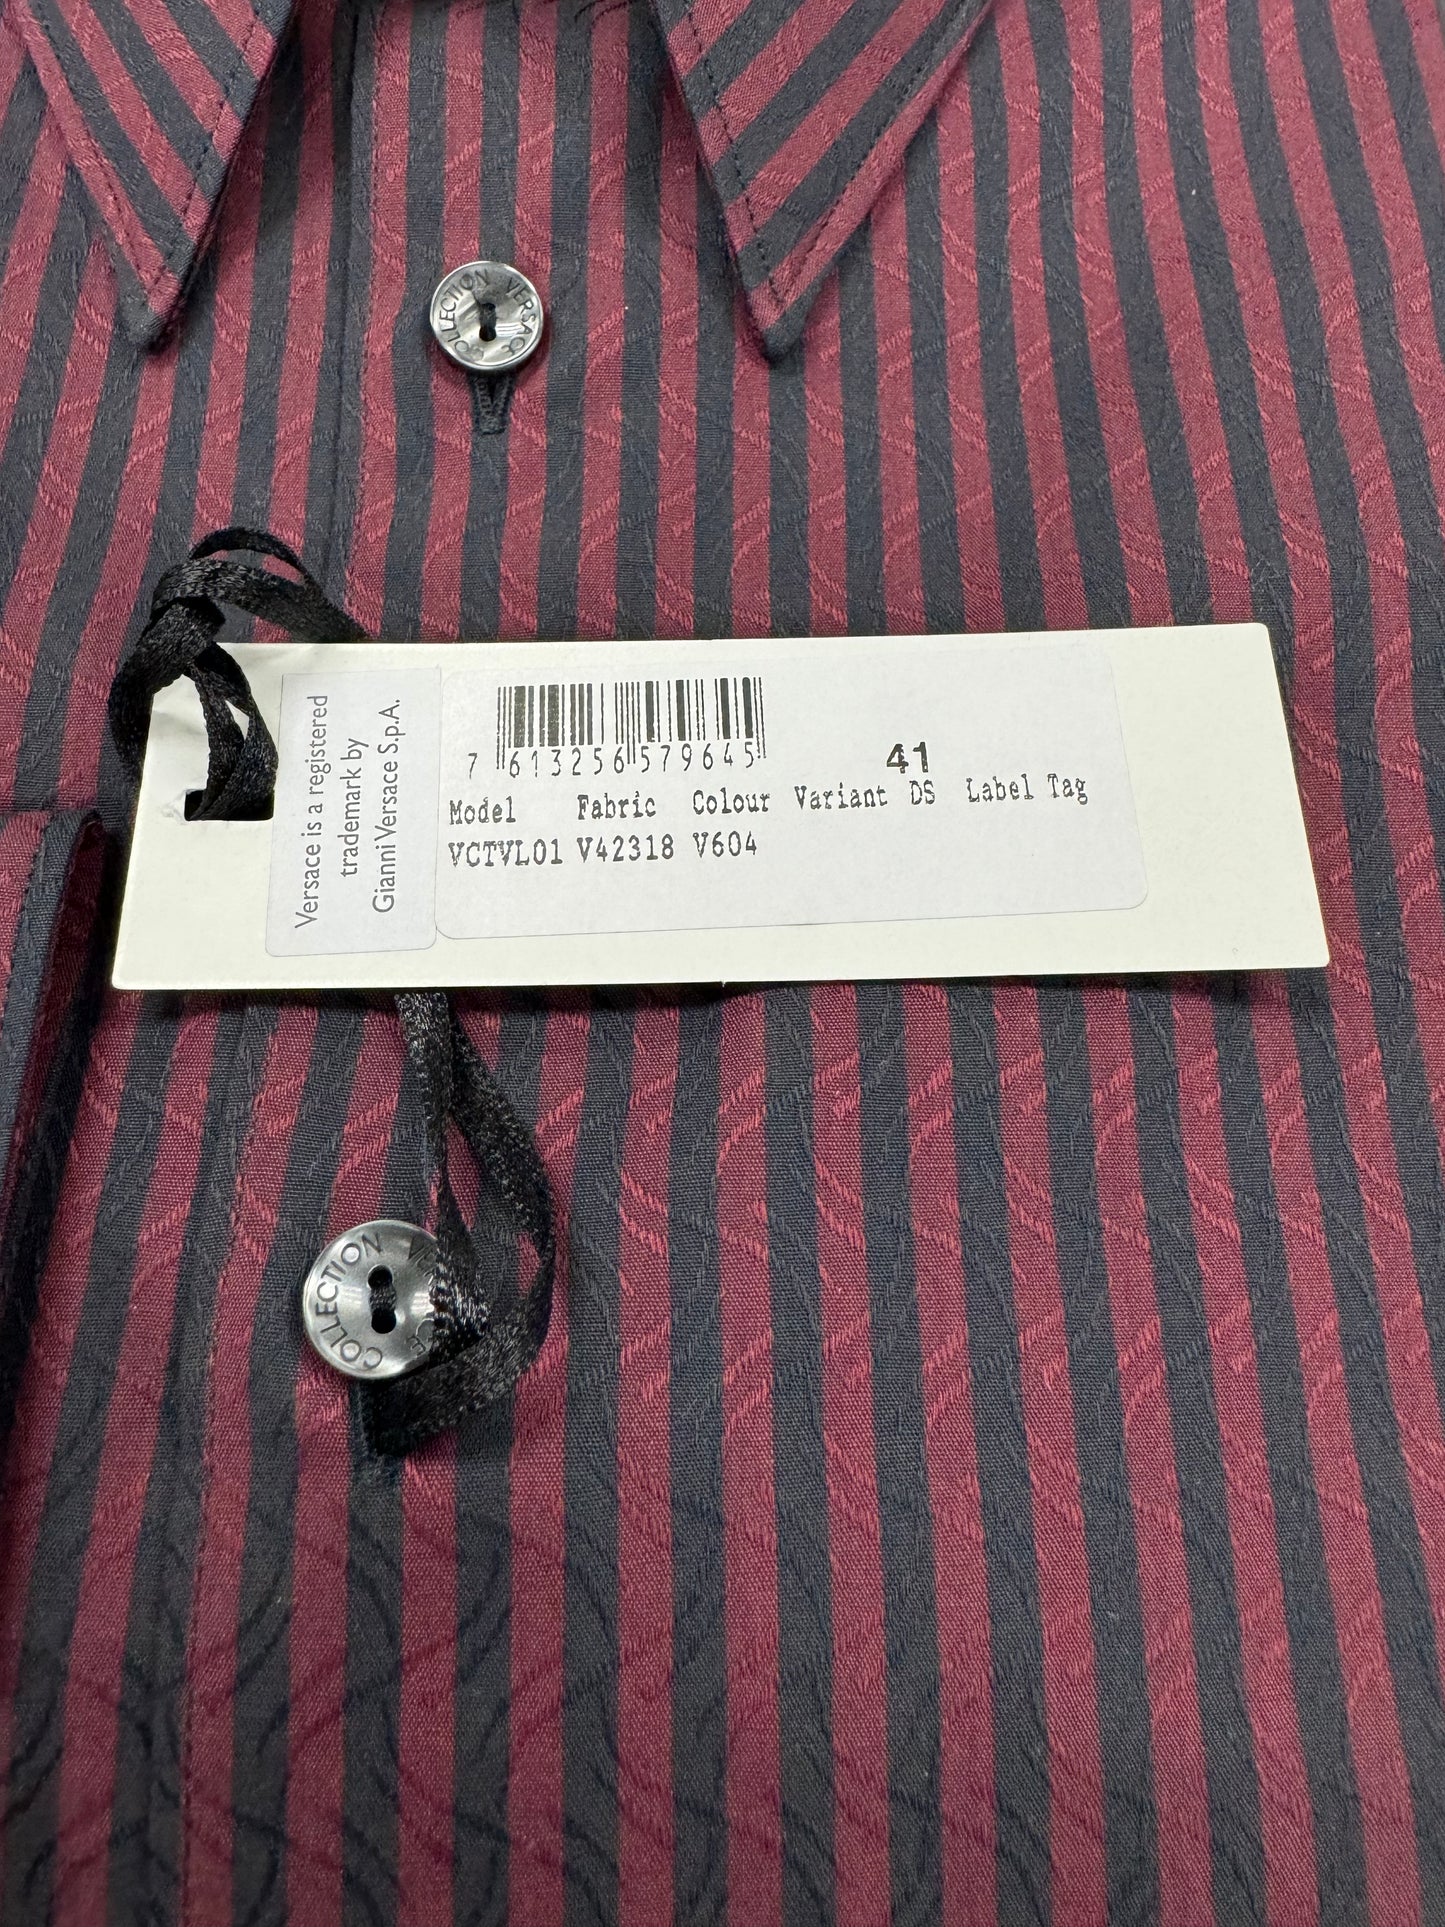 COLLECTION VERSACE
Versace is a registered
trademark by
Gianni Versace S.p.A.
7 613256 579645
41
Model Fabric Colour Variant DS Label Tag
VCTVL01 V42318 V604
COLLECTION VERSACE